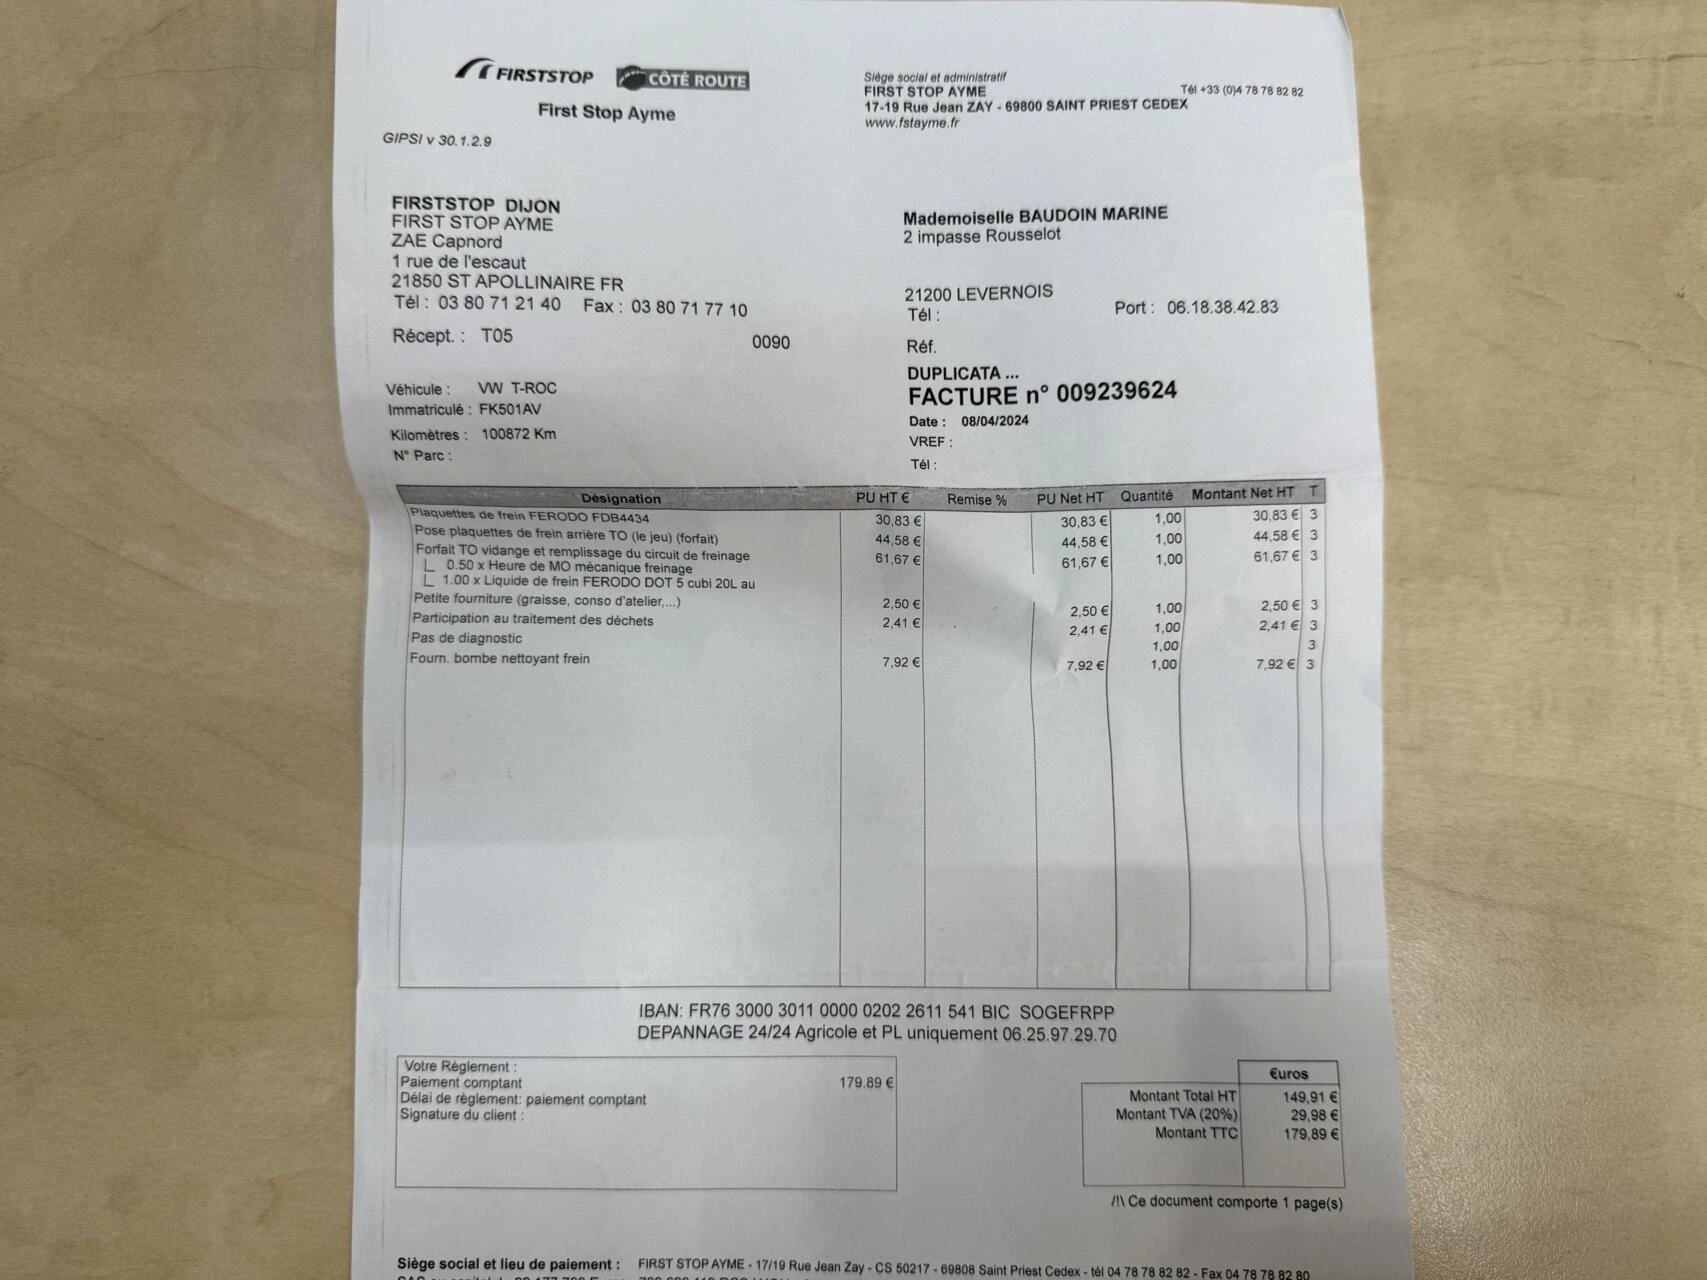 FIRSTSTOP CÔTÉ ROUTE
First Stop Ayme
GIPSI v 30.1.2.9
Siège social et administratif
FIRST STOP AYME Tél +33 (0)4 78 78 82 82
17-19 Rue Jean ZAY - 69800 SAINT PRIEST CEDEX
www.fstayme.fr
FIRSTSTOP DIJON
FIRST STOP AYME
ZAE Capnord
1 rue de l'escaut
21850 ST APOLLINAIRE FR
Tél : 03 80 71 21 40 Fax : 03 80 71 77 10
Récept. : T05 0090
Mademoiselle BAUDOIN MARINE
2 impasse Rousselot
21200 LEVERNOIS
Tél : Port : 06.18.38.42.83
Réf.
DUPLICATA ...
FACTURE n° 009239624
Date : 08/04/2024
VREF :
Tél :
Véhicule : VW T-ROC
Immatriculé : FK501AV
Kilomètres : 100872 Km
N° Parc :
Désignation PU HT € Remise % PU Net HT Quantité Montant Net HT T
Plaquettes de frein FERODO FDB4434 30,83 € 30,83 € 1,00 30,83 € 3
Pose plaquettes de frein arrière TO (le jeu) (forfait) 44,58 € 44,58 € 1,00 44,58 € 3
Forfait TO vidange et remplissage du circuit de freinage 61,67 € 61,67 € 1,00 61,67 € 3
0.50 x Heure de MO mécanique freinage
1.00 x Liquide de frein FERODO DOT 5 cubi 20L au
Petite fourniture (graisse, conso d'atelier,...) 2,50 € 2,50 € 1,00 2,50 € 3
Participation au traitement des déchets 2,41 € 2,41 € 1,00 2,41 € 3
Pas de diagnostic 1,00 3
Fourn. bombe nettoyant frein 7,92 € 7,92 € 1,00 7,92 € 3
IBAN: FR76 3000 3011 0000 0202 2611 541 BIC SOGEFRPP
DEPANNAGE 24/24 Agricole et PL uniquement 06.25.97.29.70
Votre Règlement :
Paiement comptant 179.89 €
Délai de règlement: paiement comptant
Signature du client :
€uros
Montant Total HT 149,91 €
Montant TVA (20%) 29,98 €
Montant TTC 179,89 €
/!\ Ce document comporte 1 page(s)
Siège social et lieu de paiement : FIRST STOP AYME - 17/19 Rue Jean Zay - CS 50217 - 69808 Saint Priest Cedex - tél 04 78 78 82 82 - Fax 04 78 78 82 80